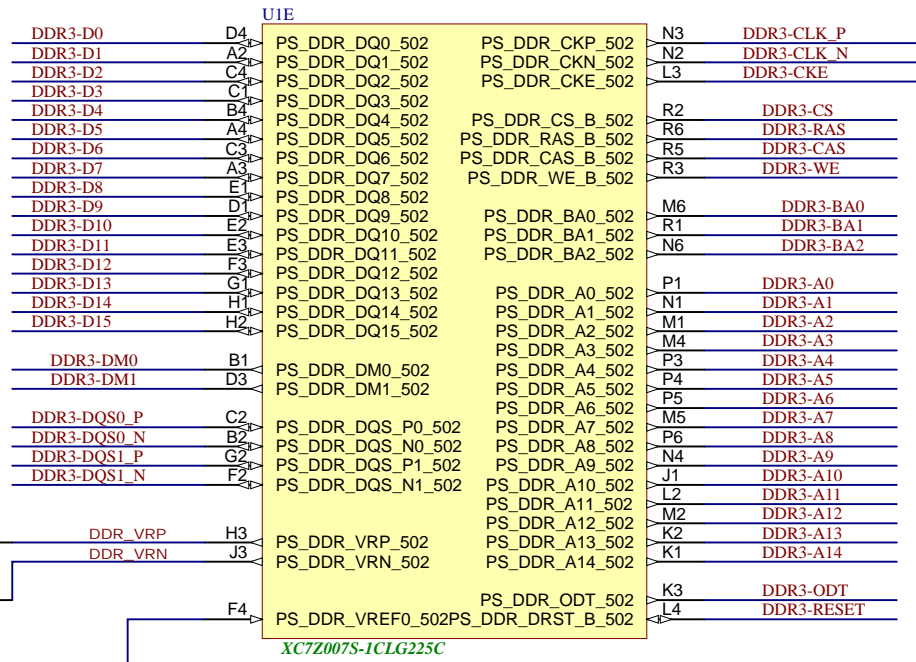 U1E
DDR3-D0 D4 PS_DDR_DQ0_502 PS_DDR_CKP_502 N3 DDR3-CLK_P
DDR3-D1 A2 PS_DDR_DQ1_502 PS_DDR_CKN_502 N2 DDR3-CLK_N
DDR3-D2 C4 PS_DDR_DQ2_502 PS_DDR_CKE_502 L3 DDR3-CKE
DDR3-D3 C1 PS_DDR_DQ3_502
DDR3-D4 B4 PS_DDR_DQ4_502 PS_DDR_CS_B_502 R2 DDR3-CS
DDR3-D5 A4 PS_DDR_DQ5_502 PS_DDR_RAS_B_502 R6 DDR3-RAS
DDR3-D6 C3 PS_DDR_DQ6_502 PS_DDR_CAS_B_502 R5 DDR3-CAS
DDR3-D7 A3 PS_DDR_DQ7_502 PS_DDR_WE_B_502 R3 DDR3-WE
DDR3-D8 E1 PS_DDR_DQ8_502
DDR3-D9 D1 PS_DDR_DQ9_502 PS_DDR_BA0_502 M6 DDR3-BA0
DDR3-D10 E2 PS_DDR_DQ10_502 PS_DDR_BA1_502 R1 DDR3-BA1
DDR3-D11 E3 PS_DDR_DQ11_502 PS_DDR_BA2_502 N6 DDR3-BA2
DDR3-D12 F3 PS_DDR_DQ12_502
DDR3-D13 G1 PS_DDR_DQ13_502 PS_DDR_A0_502 P1 DDR3-A0
DDR3-D14 H1 PS_DDR_DQ14_502 PS_DDR_A1_502 N1 DDR3-A1
DDR3-D15 H2 PS_DDR_DQ15_502 PS_DDR_A2_502 M1 DDR3-A2
PS_DDR_A3_502 M4 DDR3-A3
DDR3-DM0 B1 PS_DDR_DM0_502 PS_DDR_A4_502 P3 DDR3-A4
DDR3-DM1 D3 PS_DDR_DM1_502 PS_DDR_A5_502 P4 DDR3-A5
PS_DDR_A6_502 P5 DDR3-A6
DDR3-DQS0_P C2 PS_DDR_DQS_P0_502 PS_DDR_A7_502 M5 DDR3-A7
DDR3-DQS0_N B2 PS_DDR_DQS_N0_502 PS_DDR_A8_502 P6 DDR3-A8
DDR3-DQS1_P G2 PS_DDR_DQS_P1_502 PS_DDR_A9_502 N4 DDR3-A9
DDR3-DQS1_N F2 PS_DDR_DQS_N1_502 PS_DDR_A10_502 J1 DDR3-A10
PS_DDR_A11_502 L2 DDR3-A11
PS_DDR_A12_502 M2 DDR3-A12
DDR_VRP H3 PS_DDR_VRP_502 PS_DDR_A13_502 K2 DDR3-A13
DDR_VRN J3 PS_DDR_VRN_502 PS_DDR_A14_502 K1 DDR3-A14
PS_DDR_ODT_502 K3 DDR3-ODT
F4 PS_DDR_VREF0_502 PS_DDR_DRST_B_502 L4 DDR3-RESET
XC7Z007S-1CLG225C